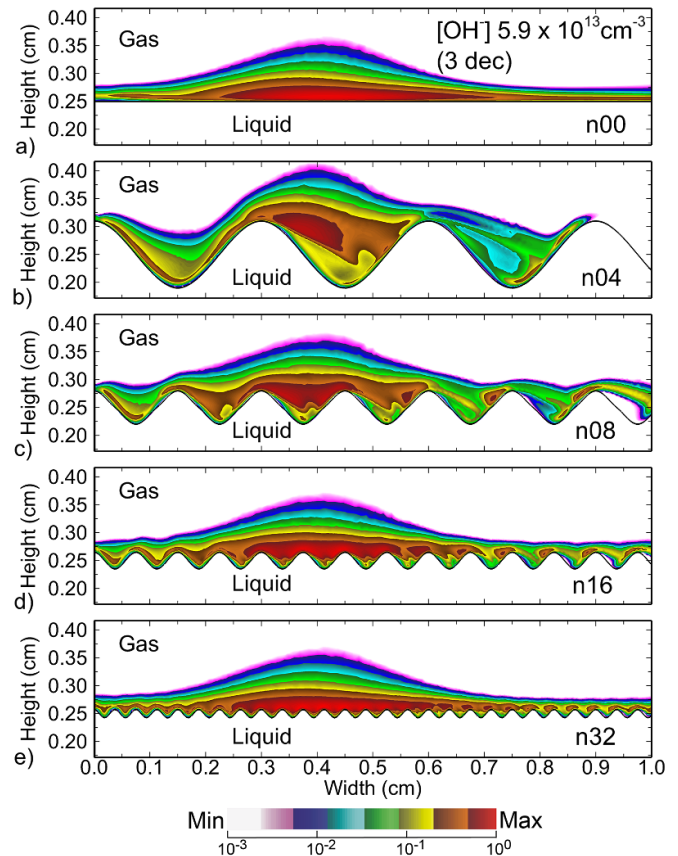 0.40
0.35
0.30
0.25
0.20
Height (cm)
a)
Gas
[OH-] 5.9 x 10^13 cm^-3
(3 dec)
Liquid
n00
0.40
0.35
0.30
0.25
0.20
Height (cm)
b)
Gas
Liquid
n04
0.40
0.35
0.30
0.25
0.20
Height (cm)
c)
Gas
Liquid
n08
0.40
0.35
0.30
0.25
0.20
Height (cm)
d)
Gas
Liquid
n16
0.40
0.35
0.30
0.25
0.20
Height (cm)
e)
Gas
Liquid
n32
0.0 0.1 0.2 0.3 0.4 0.5 0.6 0.7 0.8 0.9 1.0
Width (cm)
Min Max
10^-3 10^-2 10^-1 10^0